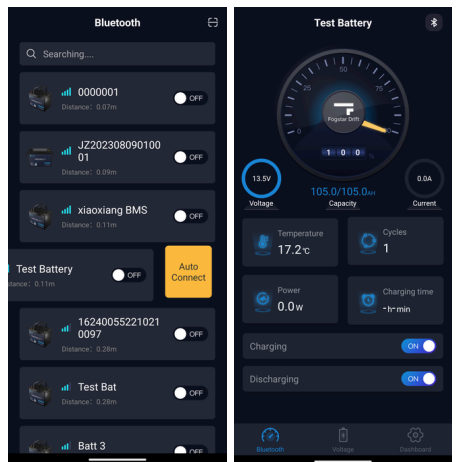 Bluetooth
Searching....
0000001
Distance: 0.07m
OFF
JZ202308090100
01
Distance: 0.09m
OFF
xiaoxiang BMS
Distance: 0.11m
OFF
Test Battery
Distance: 0.11m
OFF
Auto
Connect
16240055221021
0097
Distance: 0.28m
OFF
Test Bat
Distance: 0.28m
OFF
Batt 3
OFF
Test Battery
50
25
75
0
Fogstar Drift
1 0 0 %
13.5V
Voltage
105.0/105.0AH
Capacity
0.0A
Current
Temperature
17.2℃
Cycles
1
Power
0.0W
Charging time
-h-min
Charging
ON
Discharging
ON
Bluetooth
Voltage
Dashboard